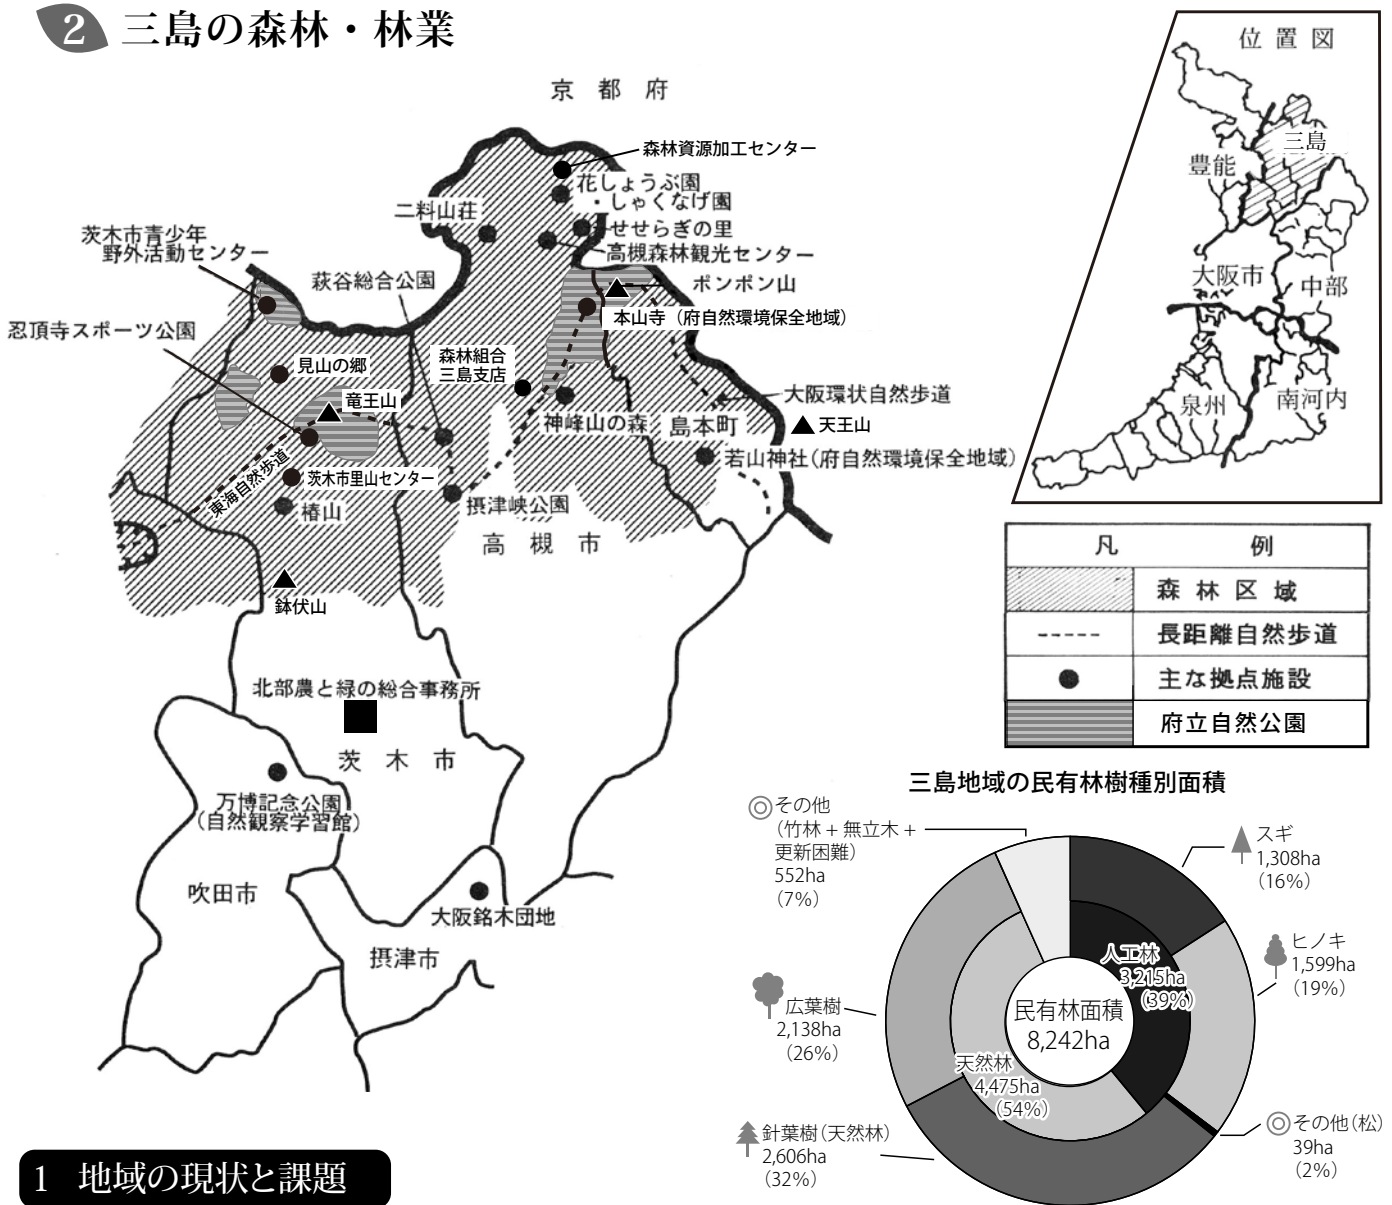 2 三島の森林・林業
京都府
森林資源加工センター
花しょうぶ園
・しゃくなげ園
二料山荘
せせらぎの里
高槻森林観光センター
茨木市青少年
野外活動センター
萩谷総合公園
ポンポン山
本山寺（府自然環境保全地域）
忍頂寺スポーツ公園
見山の郷
森林組合
三島支店
竜王山
大阪環状自然歩道
神峰山の森
島本町
天王山
若山神社（府自然環境保全地域）
東海自然歩道
茨木市里山センター
椿山
摂津峡公園
高槻市
鉢伏山
北部農と緑の総合事務所
茨木市
万博記念公園
（自然観察学習館）
吹田市
大阪銘木団地
摂津市
位置図
三島
豊能
大阪市
中部
泉州
南河内
凡例
森林区域
長距離自然歩道
主な拠点施設
府立自然公園
三島地域の民有林樹種別面積
その他
（竹林 + 無立木 +
更新困難）
552ha
（7%）
スギ
1,308ha
（16%）
ヒノキ
1,599ha
（19%）
人工林
3,215ha
（39%）
民有林面積
8,242ha
広葉樹
2,138ha
（26%）
天然林
4,475ha
（54%）
針葉樹（天然林）
2,606ha
（32%）
その他（松）
39ha
（2%）
1 地域の現状と課題